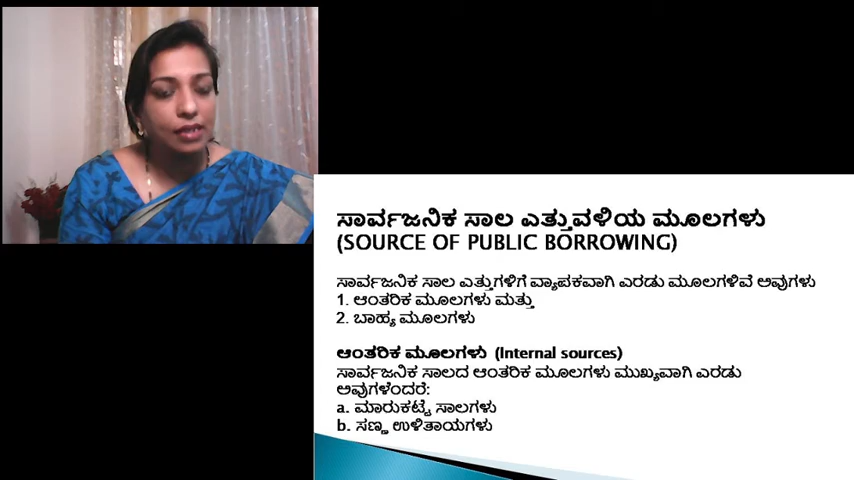 ಸಾರ್ವಜನಿಕ ಸಾಲ ಎತ್ತುವಳಿಯ ಮೂಲಗಳು
(SOURCE OF PUBLIC BORROWING)
ಸಾರ್ವಜನಿಕ ಸಾಲ ಎತ್ತುಗಳಿಗೆ ವ್ಯಾಪಕವಾಗಿ ಎರಡು ಮೂಲಗಳಿವೆ ಅವುಗಳು
1. ಆಂತರಿಕ ಮೂಲಗಳು ಮತ್ತು
2. ಬಾಹ್ಯ ಮೂಲಗಳು
ಆಂತರಿಕ ಮೂಲಗಳು (Internal sources)
ಸಾರ್ವಜನಿಕ ಸಾಲದ ಆಂತರಿಕ ಮೂಲಗಳು ಮುಖ್ಯವಾಗಿ ಎರಡು
ಅವುಗಳೆಂದರೆ:
a. ಮಾರುಕಟ್ಟೆ ಸಾಲಗಳು
b. ಸಣ್ಣ ಉಳಿತಾಯಗಳು